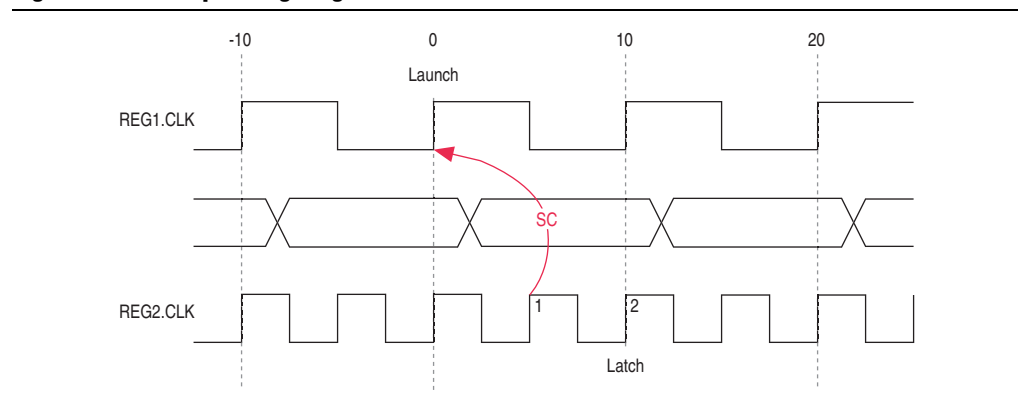 -10 0 10 20
Launch
REG1.CLK
SC
REG2.CLK
1 2
Latch